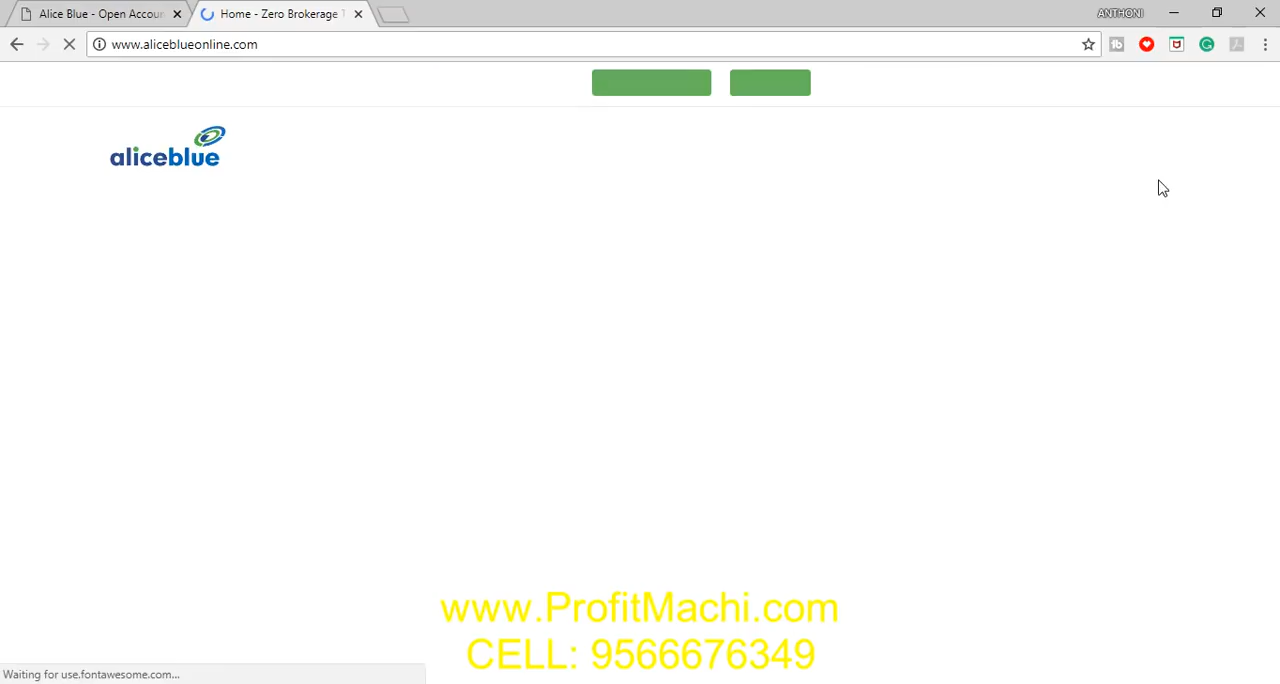 Alice Blue - Open Accoun
Home - Zero Brokerage T
ANTHONI
www.aliceblueonline.com
aliceblue
www.ProfitMachi.com
CELL: 9566676349
Waiting for use.fontawesome.com...